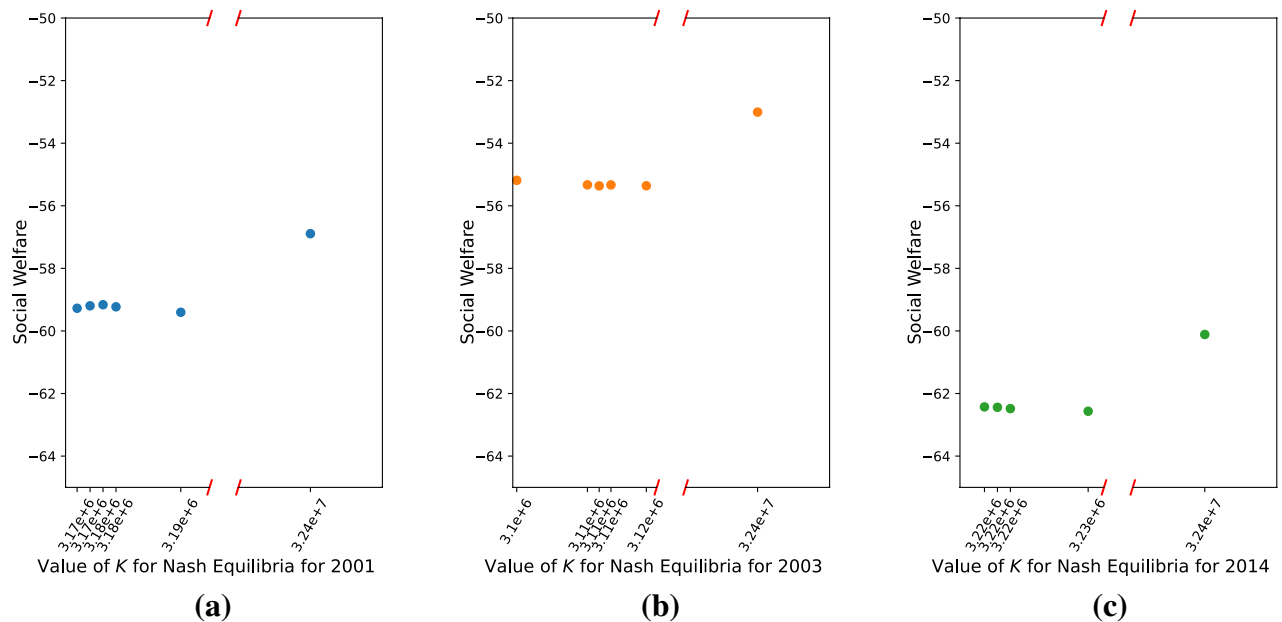 −50
−52
−54
−56
−58
−60
−62
−64
Social Welfare
3.17e+6
3.17e+6
3.18e+6
3.18e+6
3.19e+6
3.24e+7
Value of K for Nash Equilibria for 2001
(a)
−50
−52
−54
−56
−58
−60
−62
−64
Social Welfare
3.1e+6
3.11e+6
3.11e+6
3.11e+6
3.12e+6
3.24e+7
Value of K for Nash Equilibria for 2003
(b)
−50
−52
−54
−56
−58
−60
−62
−64
Social Welfare
3.22e+6
3.22e+6
3.22e+6
3.23e+6
3.24e+7
Value of K for Nash Equilibria for 2014
(c)